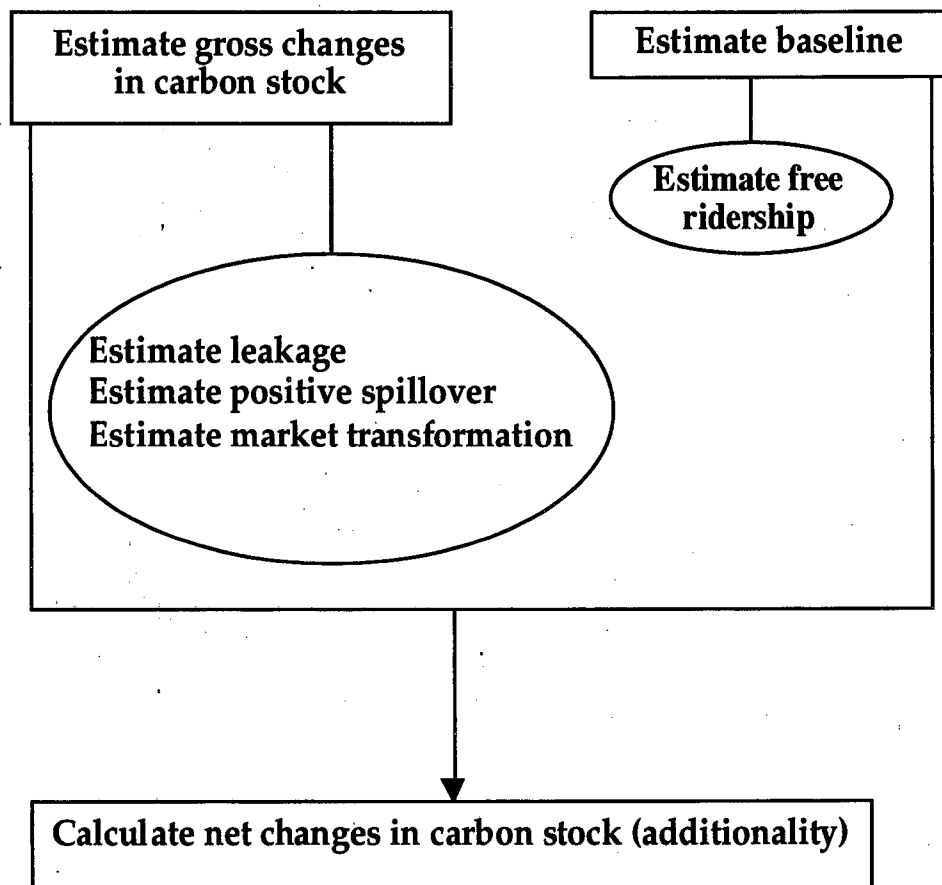 Estimate gross changes
in carbon stock
Estimate baseline
Estimate free
ridership
Estimate leakage
Estimate positive spillover
Estimate market transformation
Calculate net changes in carbon stock (additionality)